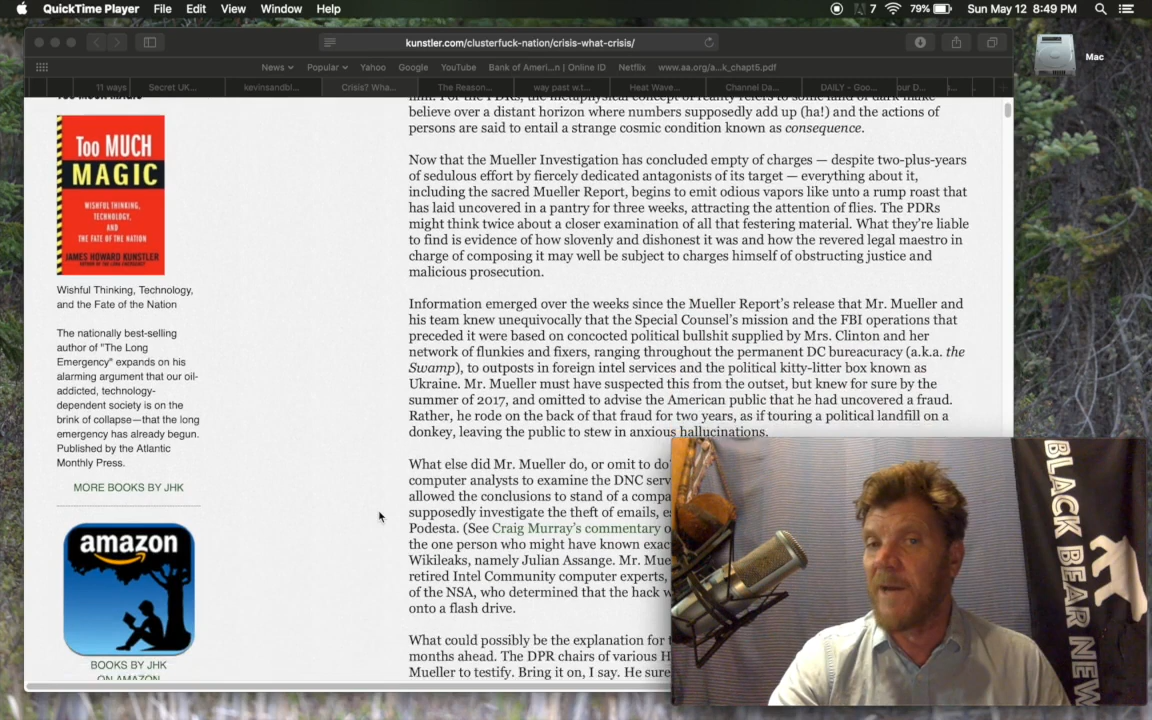 QuickTime Player File Edit View Window Help 7 79% Sun May 12 8:49 PM
Mac
kunstler.com/clusterfuck-nation/crisis-what-crisis/
News Popular Yahoo Google YouTube Bank of Ameri...n | Online ID Netflix www.aa.org/a...k_chapt5.pdf
11 ways Secret UK... kevinsandbl... Crisis? Wha... The Reason... way past w.t... Heat Wave... Channel Da... DAILY - Goo... our D...
TOO MUCH MAGIC
Too MUCH
MAGIC
WISHFUL THINKING,
TECHNOLOGY,
AND
THE FATE OF THE NATION
JAMES HOWARD KUNSTLER
Wishful Thinking, Technology,
and the Fate of the Nation
The nationally best-selling
author of "The Long
Emergency" expands on his
alarming argument that our oil-
addicted, technology-
dependent society is on the
brink of collapse—that the long
emergency has already begun.
Published by the Atlantic
Monthly Press.
MORE BOOKS BY JHK
amazon
BOOKS BY JHK
ON AMAZON
believe over a distant horizon where numbers supposedly add up (ha!) and the actions of
persons are said to entail a strange cosmic condition known as consequence.
Now that the Mueller Investigation has concluded empty of charges — despite two-plus-years
of sedulous effort by fiercely dedicated antagonists of its target — everything about it,
including the sacred Mueller Report, begins to emit odious vapors like unto a rump roast that
has laid uncovered in a pantry for three weeks, attracting the attention of flies. The PDRs
might think twice about a closer examination of all that festering material. What they're liable
to find is evidence of how slovenly and dishonest it was and how the revered legal maestro in
charge of composing it may well be subject to charges himself of obstructing justice and
malicious prosecution.
Information emerged over the weeks since the Mueller Report's release that Mr. Mueller and
his team knew unequivocally that the Special Counsel's mission and the FBI operations that
preceded it were based on concocted political bullshit supplied by Mrs. Clinton and her
network of flunkies and fixers, ranging throughout the permanent DC bureacuracy (a.k.a. the
Swamp), to outposts in foreign intel services and the political kitty-litter box known as
Ukraine. Mr. Mueller must have suspected this from the outset, but knew for sure by the
summer of 2017, and omitted to advise the American public that he had uncovered a fraud.
Rather, he rode on the back of that fraud for two years, as if touring a political landfill on a
donkey, leaving the public to stew in anxious hallucinations.
What else did Mr. Mueller do, or omit to do
computer analysts to examine the DNC serv
allowed the conclusions to stand of a compa
supposedly investigate the theft of emails, es
Podesta. (See Craig Murray's commentary o
the one person who might have known exac
Wikileaks, namely Julian Assange. Mr. Mue
retired Intel Community computer experts,
of the NSA, who determined that the hack w
onto a flash drive.
What could possibly be the explanation for t
months ahead. The DPR chairs of various H
Mueller to testify. Bring it on, I say. He sure
BLACK BEAR NEW